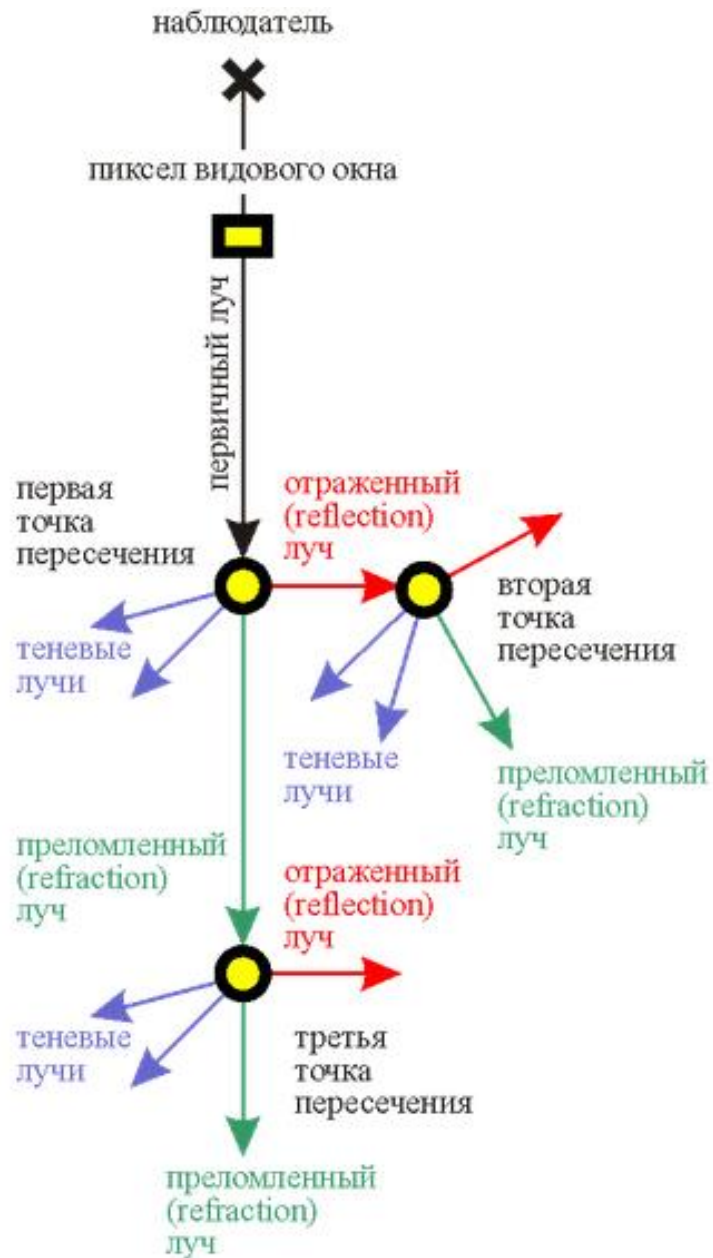 наблюдатель
пиксел видового окна
первичный луч
первая
точка
пересечения
отраженный
(reflection)
луч
вторая
точка
пересечения
теневые
лучи
теневые
лучи
преломленный
(refraction)
луч
преломленный
(refraction)
луч
отраженный
(reflection)
луч
теневые
лучи
третья
точка
пересечения
преломленный
(refraction)
луч